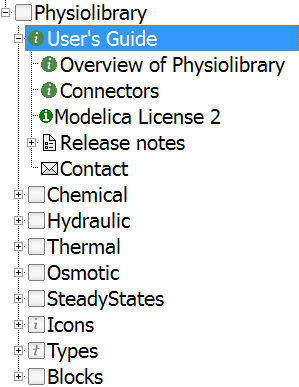 Physiolibrary
User's Guide
Overview of Physiolibrary
Connectors
Modelica License 2
Release notes
Contact
Chemical
Hydraulic
Thermal
Osmotic
SteadyStates
Icons
Types
Blocks